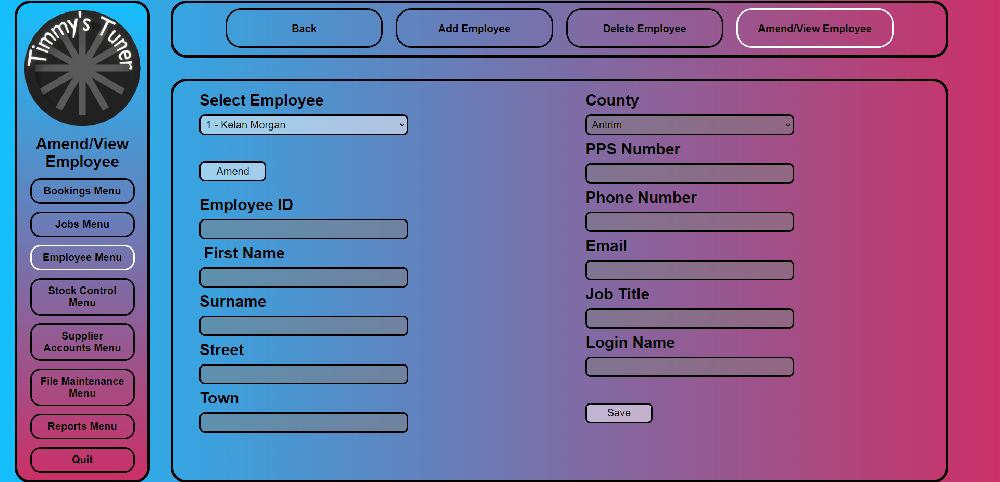 Timmy's Tuner
Amend/View
Employee
Bookings Menu
Jobs Menu
Employee Menu
Stock Control
Menu
Supplier
Accounts Menu
File Maintenance
Menu
Reports Menu
Quit
Back
Add Employee
Delete Employee
Amend/View Employee
Select Employee
1 - Kelan Morgan
Amend
Employee ID
; First Name
Surname
Street
Town
County
Antrim
PPS Number
Phone Number
Email
Job Title
Login Name
Save